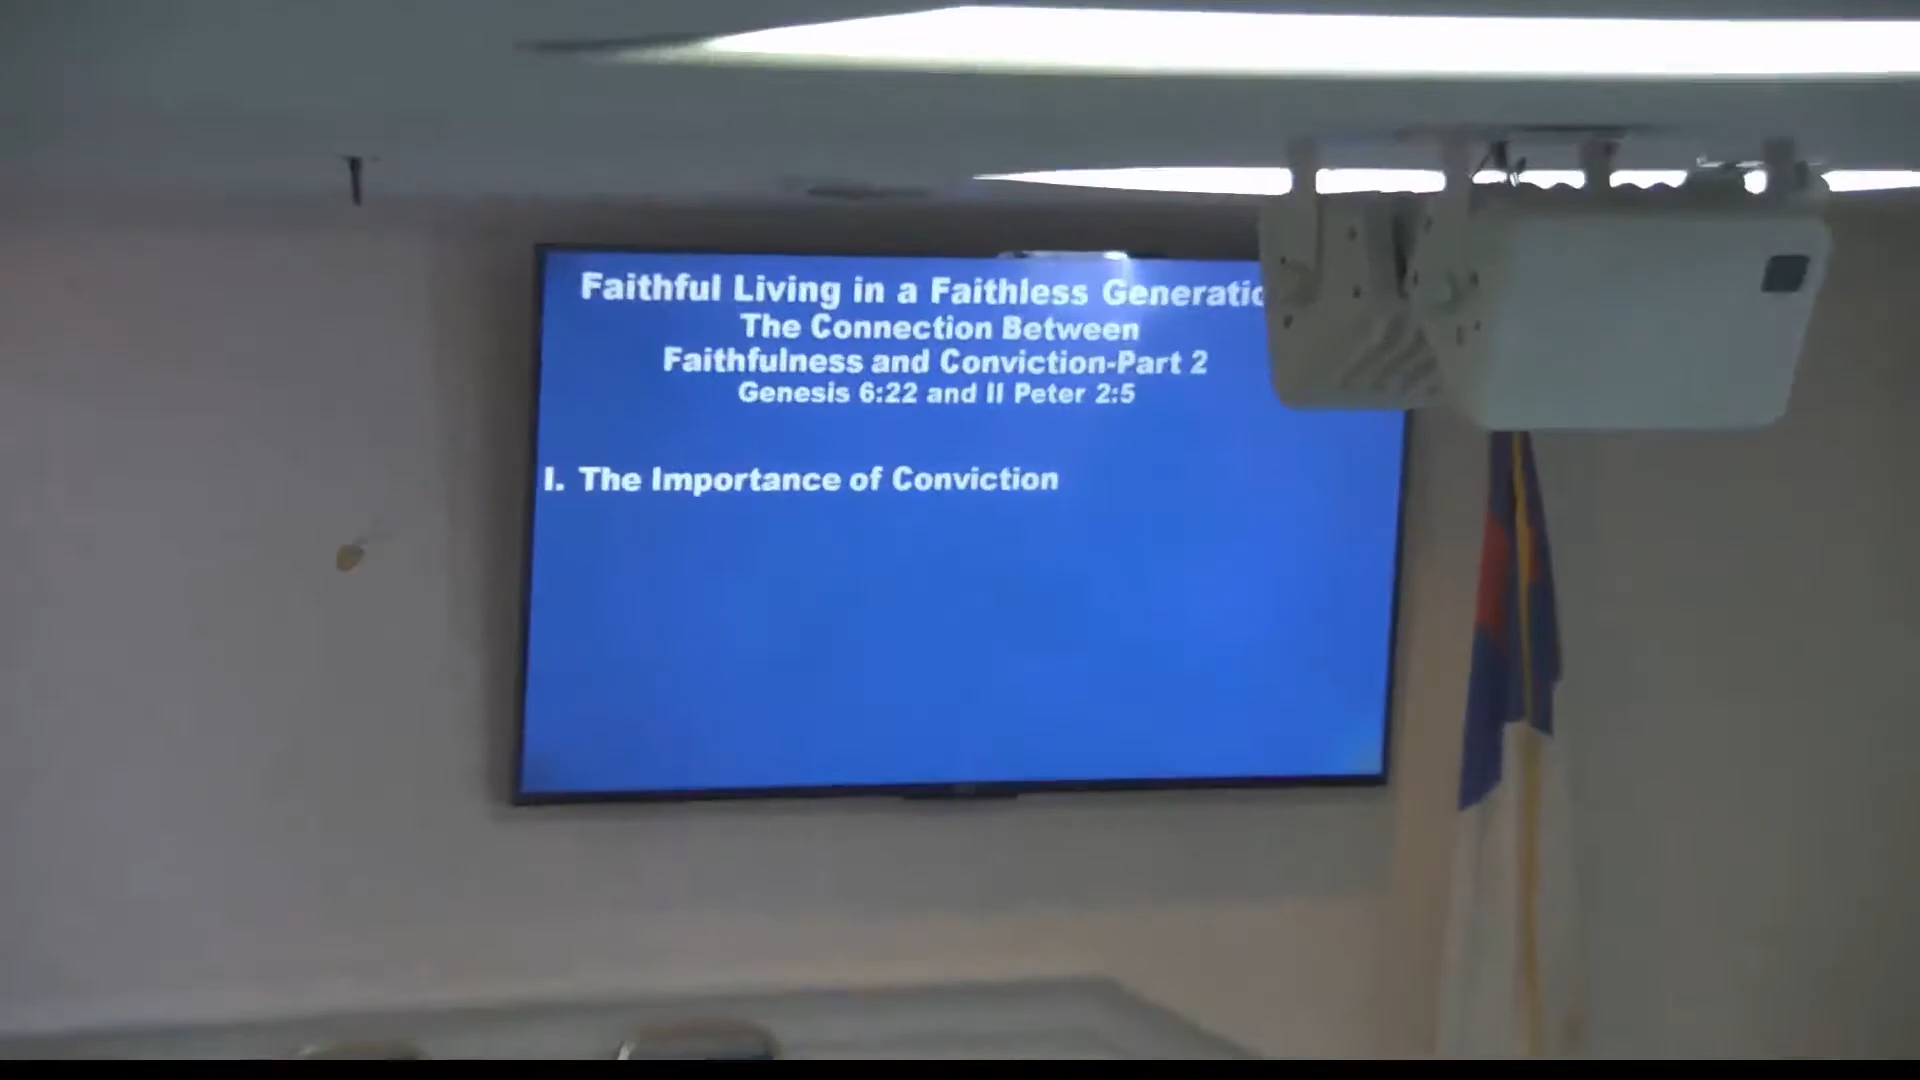 Faithful Living in a Faithless Generatio
The Connection Between
Faithfulness and Conviction-Part 2
Genesis 6:22 and II Peter 2:5
I. The Importance of Conviction